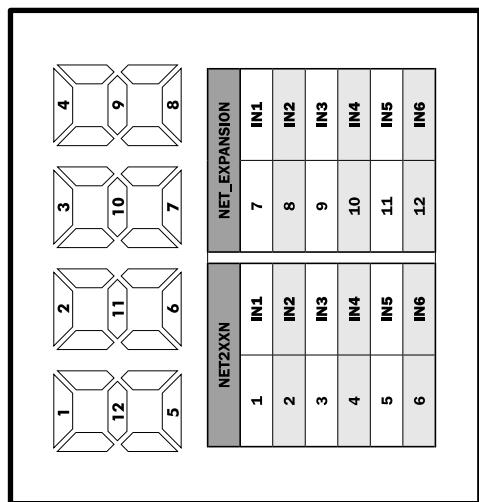 1 2 3 4
12 11 10 9
5 6 7 8
NET2XXN NET_EXPANSION
1 IN1 7 IN1
2 IN2 8 IN2
3 IN3 9 IN3
4 IN4 10 IN4
5 IN5 11 IN5
6 IN6 12 IN6